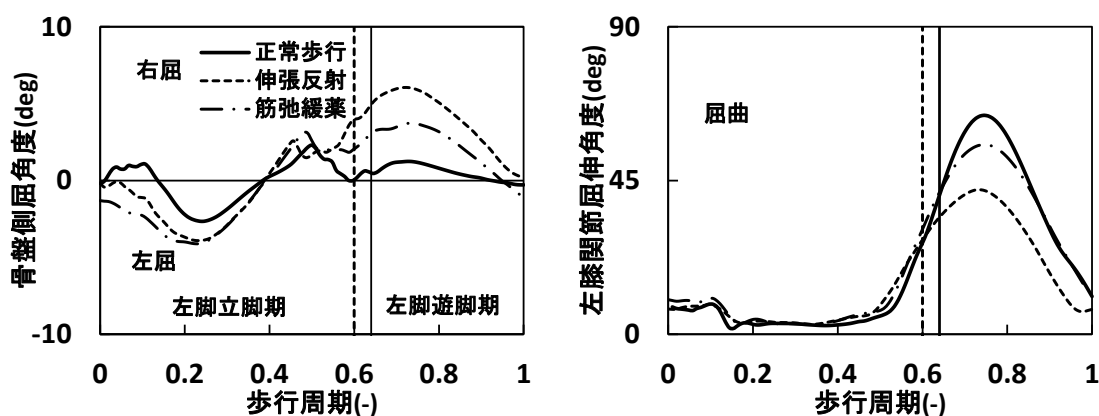 骨盤側屈角度(deg)
10
0
-10
右屈
正常歩行
伸張反射
筋弛緩薬
左屈
左脚立脚期
左脚遊脚期
0 0.2 0.4 0.6 0.8 1
歩行周期(-)
左膝関節屈伸角度(deg)
90
45
0
屈曲
0 0.2 0.4 0.6 0.8 1
歩行周期(-)